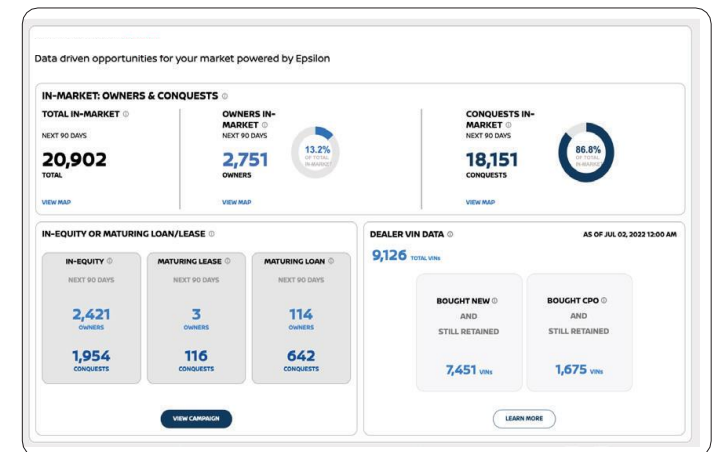 Data driven opportunities for your market powered by Epsilon
IN-MARKET: OWNERS & CONQUESTS
TOTAL IN-MARKET
NEXT 90 DAYS
20,902
TOTAL
VIEW MAP
OWNERS IN-
MARKET
NEXT 90 DAYS
2,751
OWNERS
VIEW MAP
13.2%
OF TOTAL
IN-MARKET
CONQUESTS IN-
MARKET
NEXT 90 DAYS
18,151
CONQUESTS
VIEW MAP
86.8%
OF TOTAL
IN-MARKET
IN-EQUITY OR MATURING LOAN/LEASE
IN-EQUITY
NEXT 90 DAYS
2,421
OWNERS
1,954
CONQUESTS
MATURING LEASE
NEXT 90 DAYS
3
OWNERS
116
CONQUESTS
MATURING LOAN
NEXT 90 DAYS
114
OWNERS
642
CONQUESTS
VIEW CAMPAIGN
DEALER VIN DATA
AS OF JUL 02, 2022 12:00 AM
9,126 TOTAL VINs
BOUGHT NEW
AND
STILL RETAINED
7,451 VINs
BOUGHT CPO
AND
STILL RETAINED
1,675 VINs
LEARN MORE